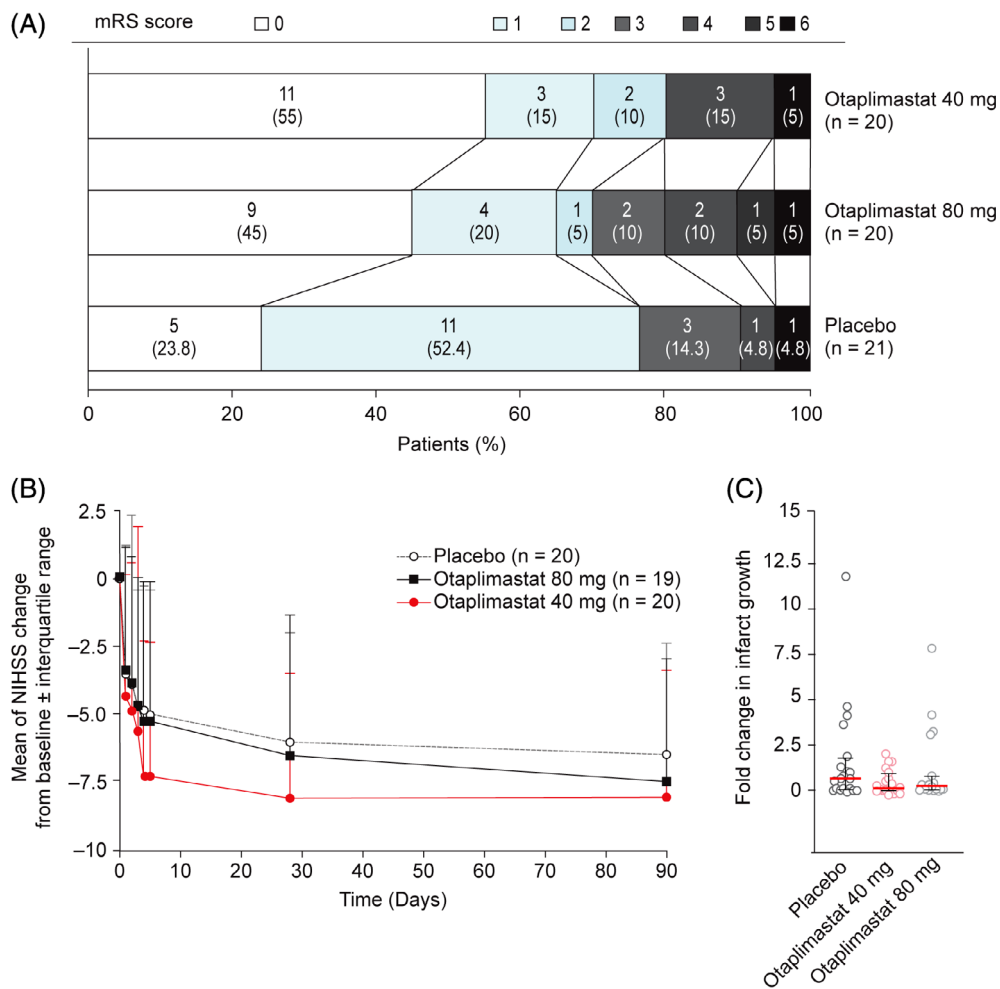 (A)
mRS score 0 1 2 3 4 5 6
11 3 2 3 1
(55) (15) (10) (15) (5)
Otaplimastat 40 mg
(n = 20)
9 4 1 2 2 1 1
(45) (20) (5) (10) (10) (5) (5)
Otaplimastat 80 mg
(n = 20)
5 11 3 1 1
(23.8) (52.4) (14.3) (4.8) (4.8)
Placebo
(n = 21)
0 20 40 60 80 100
Patients (%)
(B)
Mean of NIHSS change
from baseline ± interquartile range
2.5
0
−2.5
−5.0
−7.5
−10
Placebo (n = 20)
Otaplimastat 80 mg (n = 19)
Otaplimastat 40 mg (n = 20)
0 10 20 30 40 50 60 70 80 90
Time (Days)
(C)
Fold change in infarct growth
15
12.5
7.5
2.5
0
Placebo
Otaplimastat 40 mg
Otaplimastat 80 mg